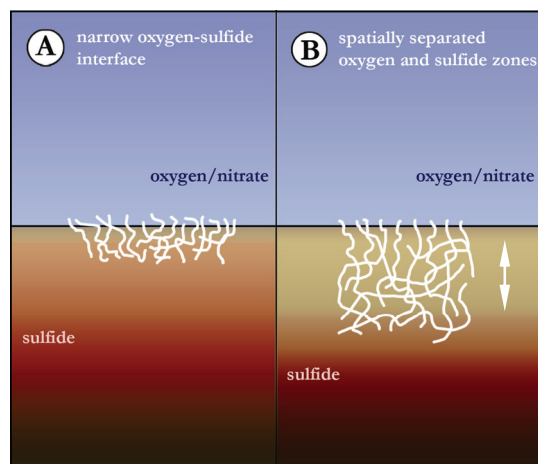 A
narrow oxygen-sulfide
interface
oxygen/nitrate
sulfide
B
spatially separated
oxygen and sulfide zones
oxygen/nitrate
sulfide